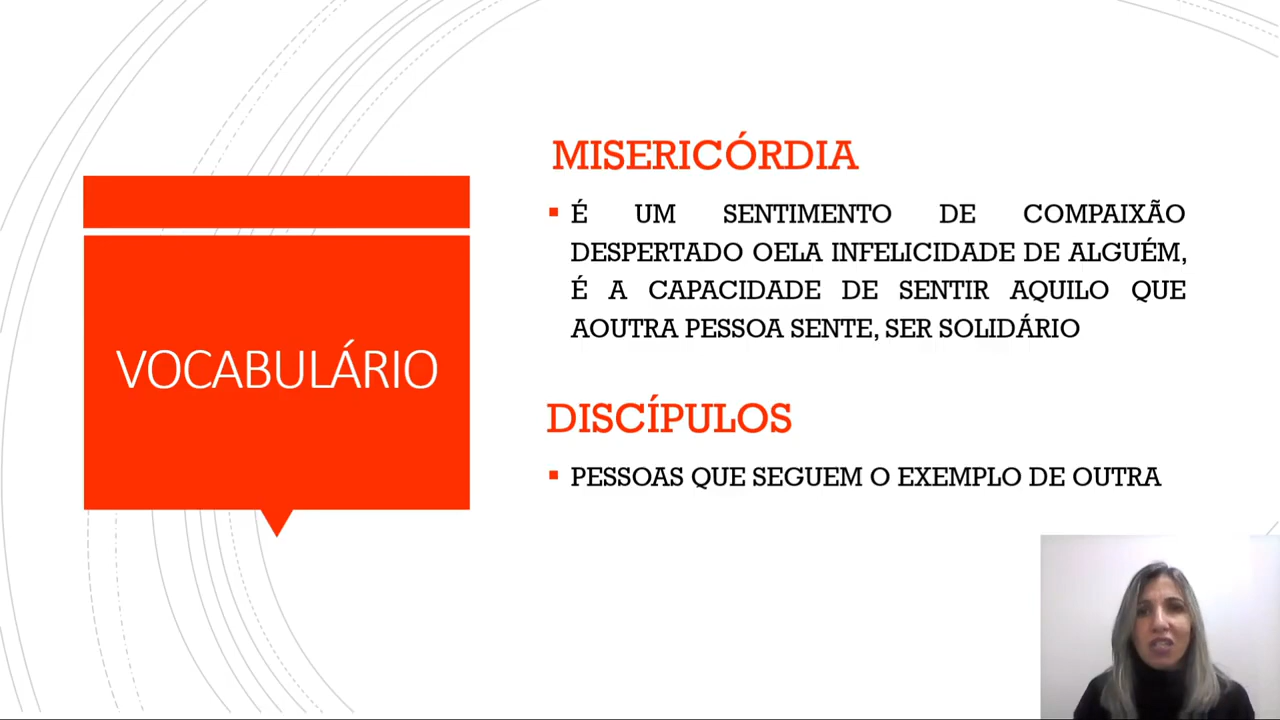 VOCABULÁRIO
MISERICÓRDIA
É UM SENTIMENTO DE COMPAIXÃO
DESPERTADO OELA INFELICIDADE DE ALGUÉM,
É A CAPACIDADE DE SENTIR AQUILO QUE
AOUTRA PESSOA SENTE, SER SOLIDÁRIO
DISCÍPULOS
PESSOAS QUE SEGUEM O EXEMPLO DE OUTRA